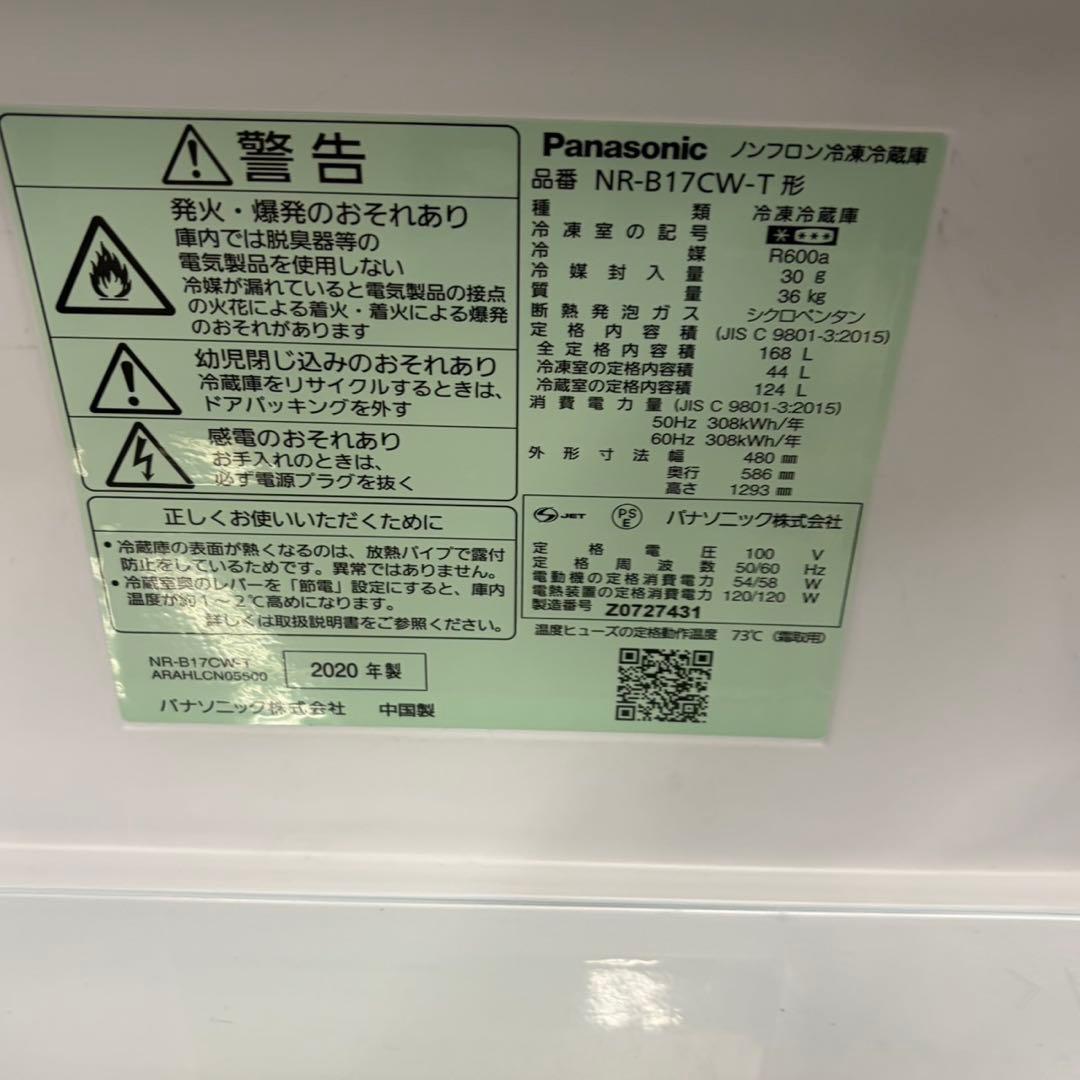 警告
発火・爆発のおそれあり
庫内では脱臭器等の
電気製品を使用しない
冷媒が漏れていると電気製品の接点
の火花による着火・着火による爆発
のおそれがあります
幼児閉じ込みのおそれあり
冷蔵庫をリサイクルするときは、
ドアパッキングを外す
感電のおそれあり
お手入れのときは、
必ず電源プラグを抜く
正しくお使いいただくために
・冷蔵庫の表面が熱くなるのは、放熱パイプで露付
防止をしているためです。異常ではありません。
・冷蔵室奥のレバーを「節電」設定にすると、庫内
温度が約1～2℃高めになります。
詳しくは取扱説明書をご参照ください。
NR-B17CW-T
ARAHLCN05500
2020 年製
パナソニック株式会社 中国製
Panasonic ノンフロン冷凍冷蔵庫
品番 NR-B17CW-T 形
種類 冷凍冷蔵庫
冷凍室の記号
冷媒 R600a
冷媒封入量 30 g
質量 36 kg
断熱発泡ガス シクロペンタン
定格内容積 (JIS C 9801-3:2015)
全定格内容積 168 L
冷凍室の定格内容積 44 L
冷蔵室の定格内容積 124 L
消費電力量 (JIS C 9801-3:2015)
50Hz 308kWh/年
60Hz 308kWh/年
外形寸法 幅 480 mm
奥行 586 mm
高さ 1293 mm
JET PSE パナソニック株式会社
定格電圧 100 V
定格周波数 50/60 Hz
電動機の定格消費電力 54/58 W
電熱装置の定格消費電力 120/120 W
製造番号 Z0727431
温度ヒューズの定格動作温度 73℃ (霜取用)